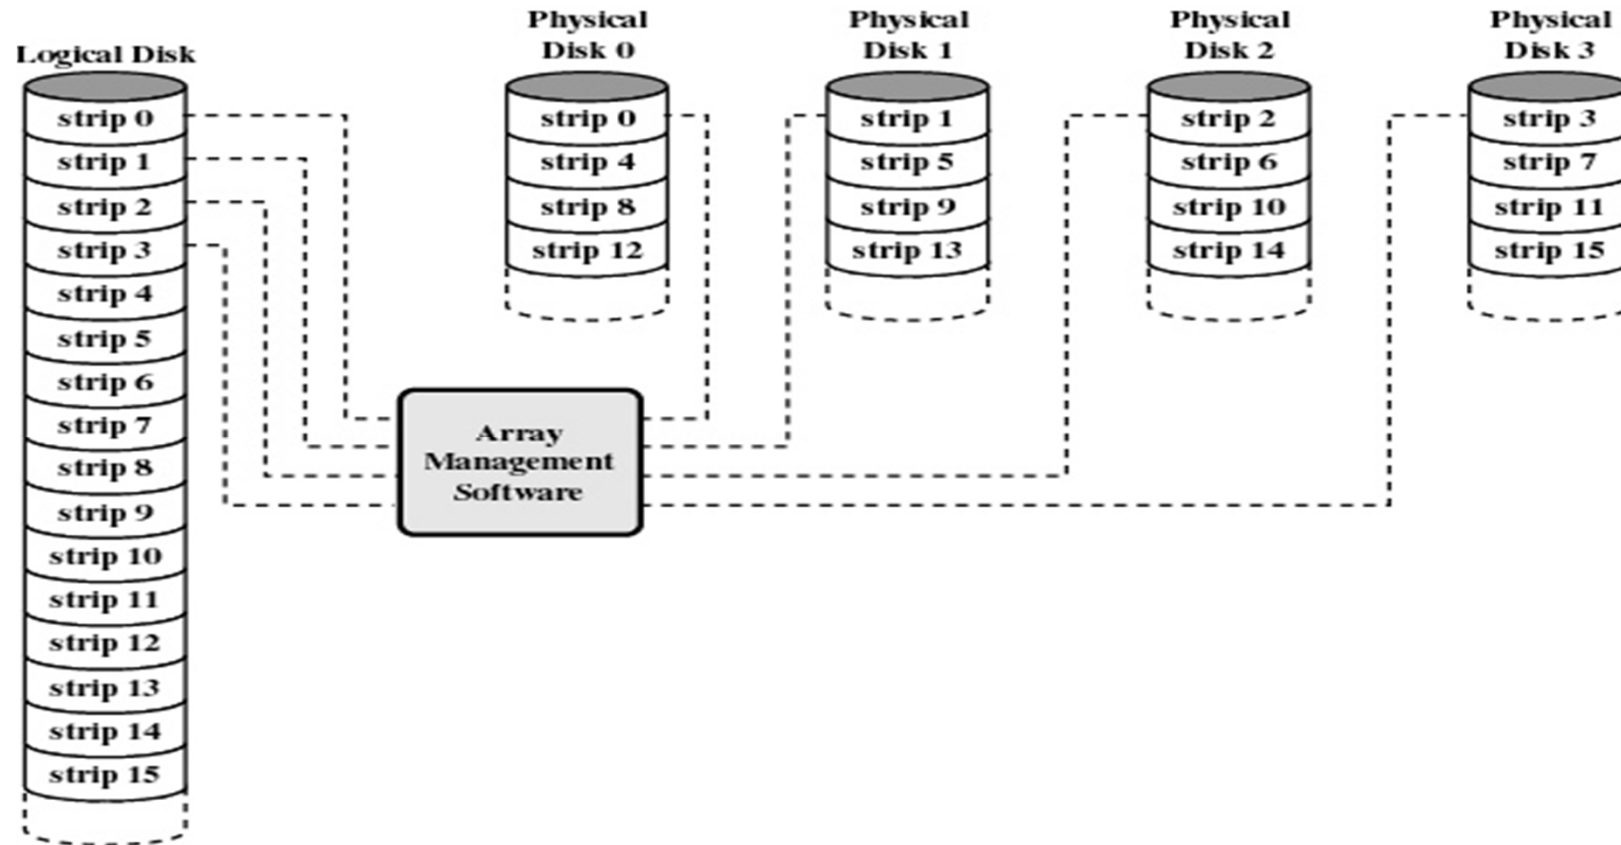 Logical Disk
strip 0
strip 1
strip 2
strip 3
strip 4
strip 5
strip 6
strip 7
strip 8
strip 9
strip 10
strip 11
strip 12
strip 13
strip 14
strip 15
Physical
Disk 0
strip 0
strip 4
strip 8
strip 12
Physical
Disk 1
strip 1
strip 5
strip 9
strip 13
Physical
Disk 2
strip 2
strip 6
strip 10
strip 14
Physical
Disk 3
strip 3
strip 7
strip 11
strip 15
Array
Management
Software